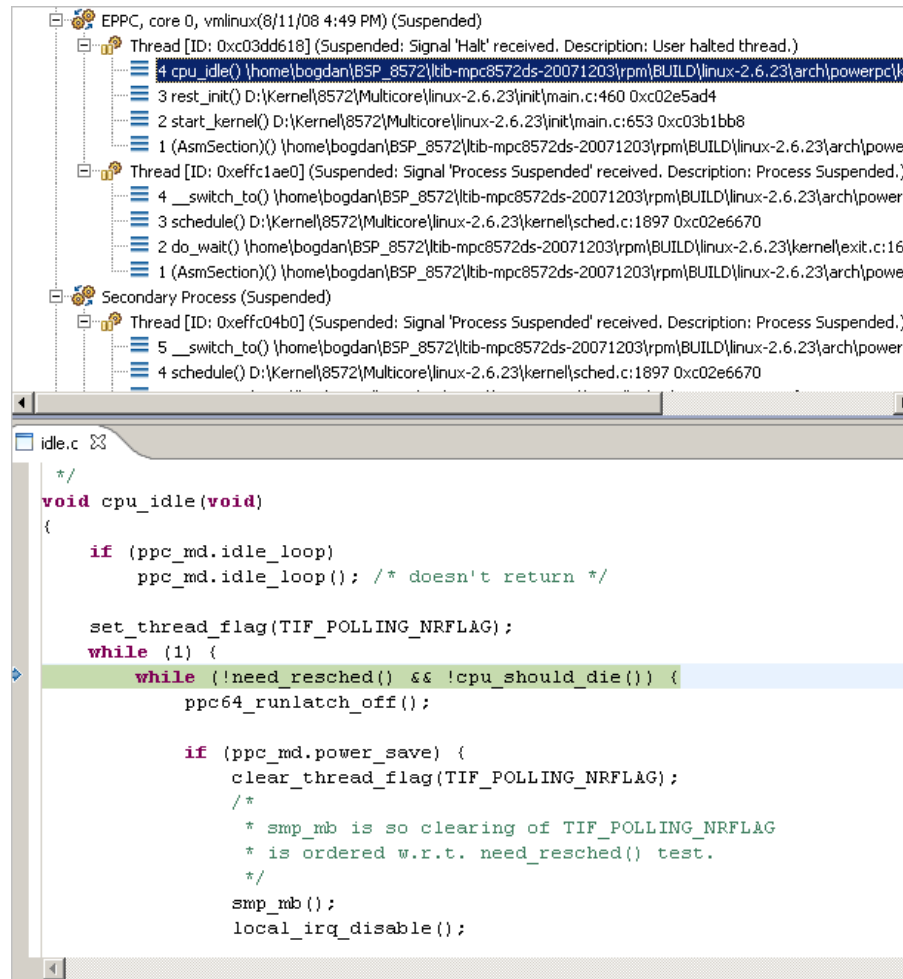 EPPC, core 0, vmlinux(8/11/08 4:49 PM) (Suspended)
Thread [ID: 0xc03dd618] (Suspended: Signal 'Halt' received. Description: User halted thread.)
4 cpu_idle() \home\bogdan\BSP_8572\ltib-mpc8572ds-20071203\rpm\BUILD\linux-2.6.23\arch\powerpc\k
3 rest_init() D:\Kernel\8572\Multicore\linux-2.6.23\init\main.c:460 0xc02e5ad4
2 start_kernel() D:\Kernel\8572\Multicore\linux-2.6.23\init\main.c:653 0xc03b1bb8
1 (AsmSection)() \home\bogdan\BSP_8572\ltib-mpc8572ds-20071203\rpm\BUILD\linux-2.6.23\arch\powe
Thread [ID: 0xeffc1ae0] (Suspended: Signal 'Process Suspended' received. Description: Process Suspended.)
4 __switch_to() \home\bogdan\BSP_8572\ltib-mpc8572ds-20071203\rpm\BUILD\linux-2.6.23\arch\power
3 schedule() D:\Kernel\8572\Multicore\linux-2.6.23\kernel\sched.c:1897 0xc02e6670
2 do_wait() \home\bogdan\BSP_8572\ltib-mpc8572ds-20071203\rpm\BUILD\linux-2.6.23\kernel\exit.c:16
1 (AsmSection)() \home\bogdan\BSP_8572\ltib-mpc8572ds-20071203\rpm\BUILD\linux-2.6.23\arch\powe
Secondary Process (Suspended)
Thread [ID: 0xeffc04b0] (Suspended: Signal 'Process Suspended' received. Description: Process Suspended.)
5 __switch_to() \home\bogdan\BSP_8572\ltib-mpc8572ds-20071203\rpm\BUILD\linux-2.6.23\arch\power
4 schedule() D:\Kernel\8572\Multicore\linux-2.6.23\kernel\sched.c:1897 0xc02e6670
idle.c
*/
void cpu_idle(void)
{
if (ppc_md.idle_loop)
ppc_md.idle_loop(); /* doesn't return */
set_thread_flag(TIF_POLLING_NRFLAG);
while (1) {
while (!need_resched() && !cpu_should_die()) {
ppc64_runlatch_off();
if (ppc_md.power_save) {
clear_thread_flag(TIF_POLLING_NRFLAG);
/*
* smp_mb is so clearing of TIF_POLLING_NRFLAG
* is ordered w.r.t. need_resched() test.
*/
smp_mb();
local_irq_disable();